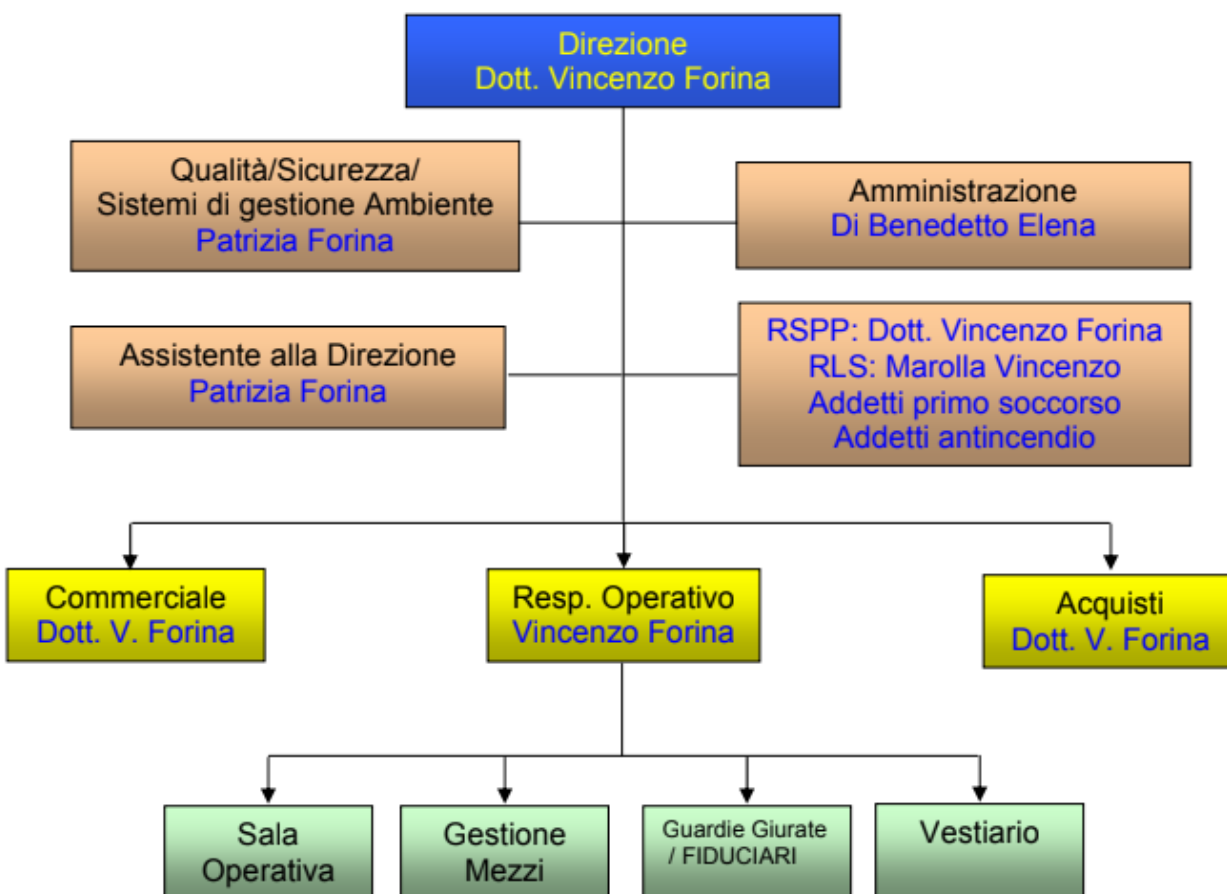 Direzione
Dott. Vincenzo Forina
Qualità/Sicurezza/
Sistemi di gestione Ambiente
Patrizia Forina
Amministrazione
Di Benedetto Elena
Assistente alla Direzione
Patrizia Forina
RSPP: Dott. Vincenzo Forina
RLS: Marolla Vincenzo
Addetti primo soccorso
Addetti antincendio
Commerciale
Dott. V. Forina
Resp. Operativo
Vincenzo Forina
Acquisti
Dott. V. Forina
Sala
Operativa
Gestione
Mezzi
Guardie Giurate
/ FIDUCIARI
Vestiario